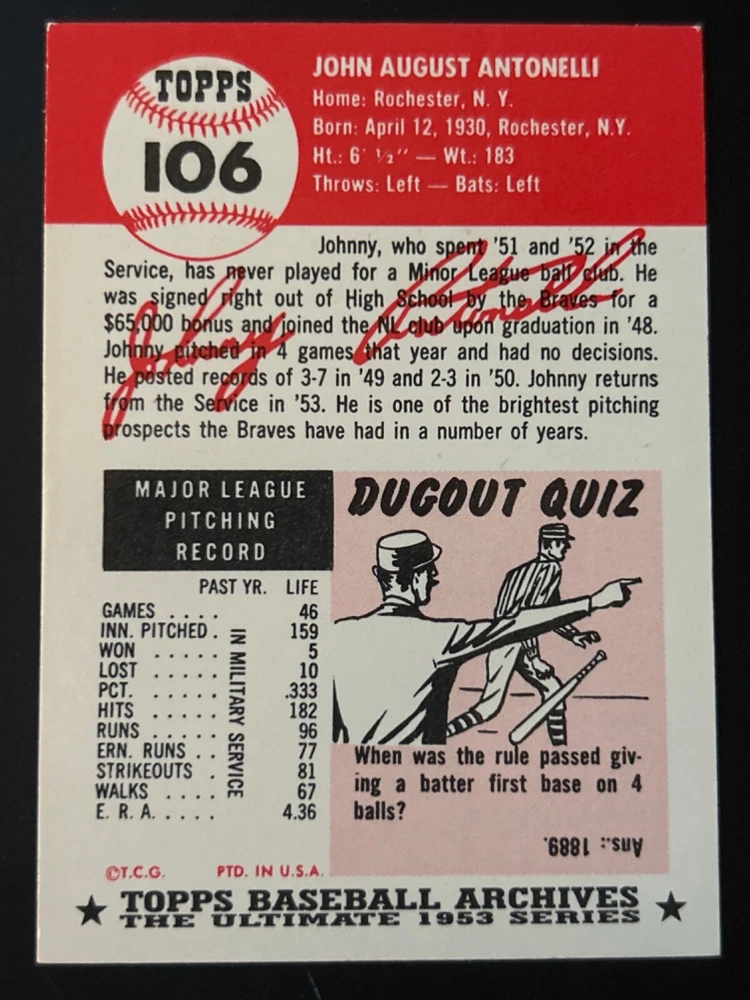 TOPPS
106
JOHN AUGUST ANTONELLI
Home: Rochester, N. Y.
Born: April 12, 1930, Rochester, N.Y.
Ht.: 6' ½" — Wt.: 183
Throws: Left — Bats: Left
Johnny, who spent '51 and '52 in the
Service, has never played for a Minor League ball club. He
was signed right out of High School by the Braves for a
$65,000 bonus and joined the NL club upon graduation in '48.
Johnny pitched in 4 games that year and had no decisions.
He posted records of 3-7 in '49 and 2-3 in '50. Johnny returns
from the Service in '53. He is one of the brightest pitching
prospects the Braves have had in a number of years.
Johnny Antonelli
MAJOR LEAGUE
PITCHING
RECORD
PAST YR. LIFE
GAMES .... 46
INN. PITCHED. 159
WON ..... 5
LOST ..... 10
PCT. ..... .333
HITS ..... 182
RUNS ..... 96
ERN. RUNS .. 77
STRIKEOUTS . 81
WALKS .... 67
E. R. A. ..... 4.36
IN MILITARY SERVICE
DUGOUT QUIZ
When was the rule passed giv-
ing a batter first base on 4
balls?
Ans.: 1889.
©T.C.G. PTD. IN U.S.A.
★ TOPPS BASEBALL ARCHIVES ★
THE ULTIMATE 1953 SERIES